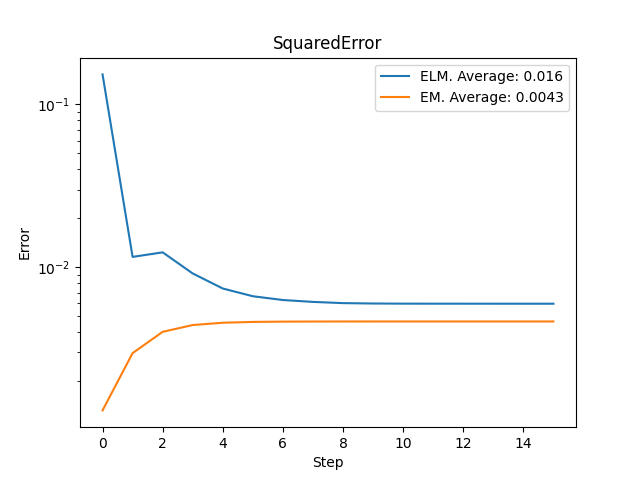 SquaredError
ELM. Average: 0.016
EM. Average: 0.0043
10⁻¹
10⁻²
Error
0 2 4 6 8 10 12 14
Step